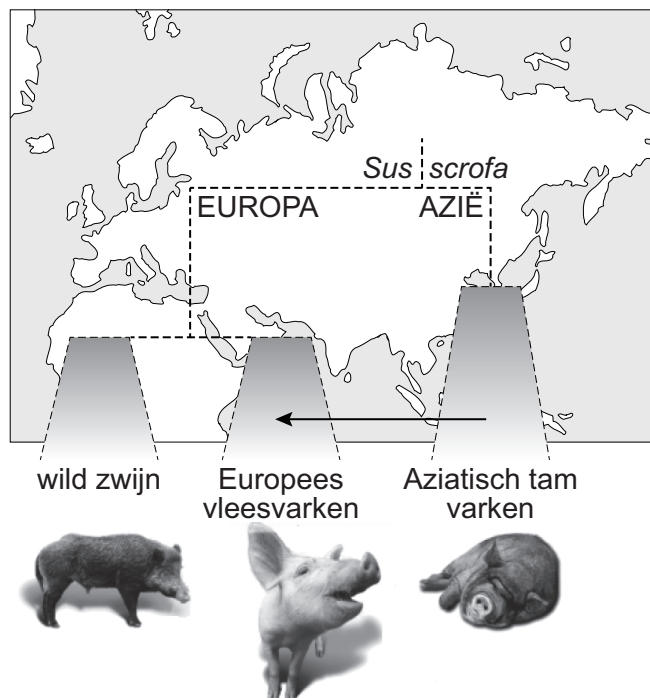 Sus scrofa
EUROPA
AZIË
wild zwijn
Europees
vleesvarken
Aziatisch tam
varken